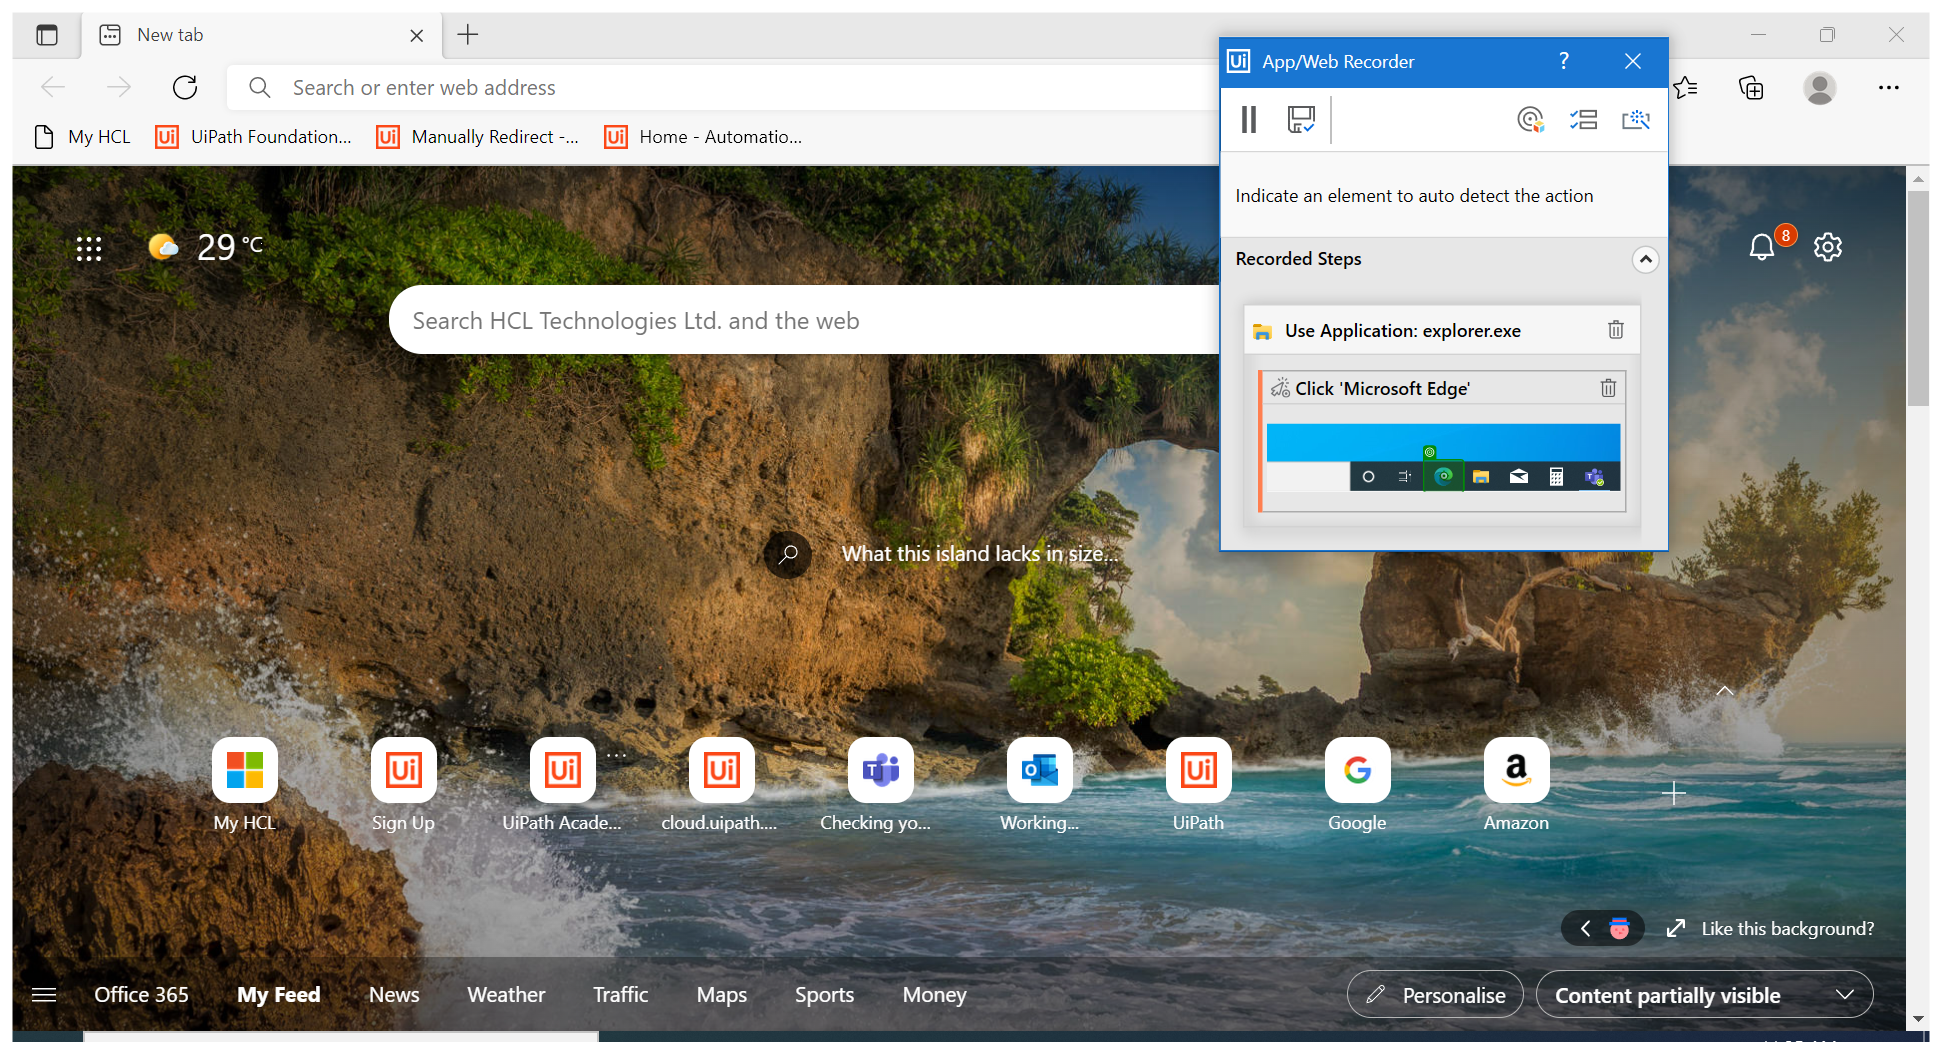 New tab
Search or enter web address
My HCL
UiPath Foundation...
Manually Redirect -...
Home - Automatio...
Ui App/Web Recorder ?
Indicate an element to auto detect the action
Recorded Steps
Use Application: explorer.exe
Click 'Microsoft Edge'
29 °C
8
Search HCL Technologies Ltd. and the web
What this island lacks in size...
My HCL
Sign Up
UiPath Acade...
cloud.uipath....
Checking yo...
Working...
UiPath
Google
Amazon
Like this background?
Office 365
My Feed
News
Weather
Traffic
Maps
Sports
Money
Personalise
Content partially visible